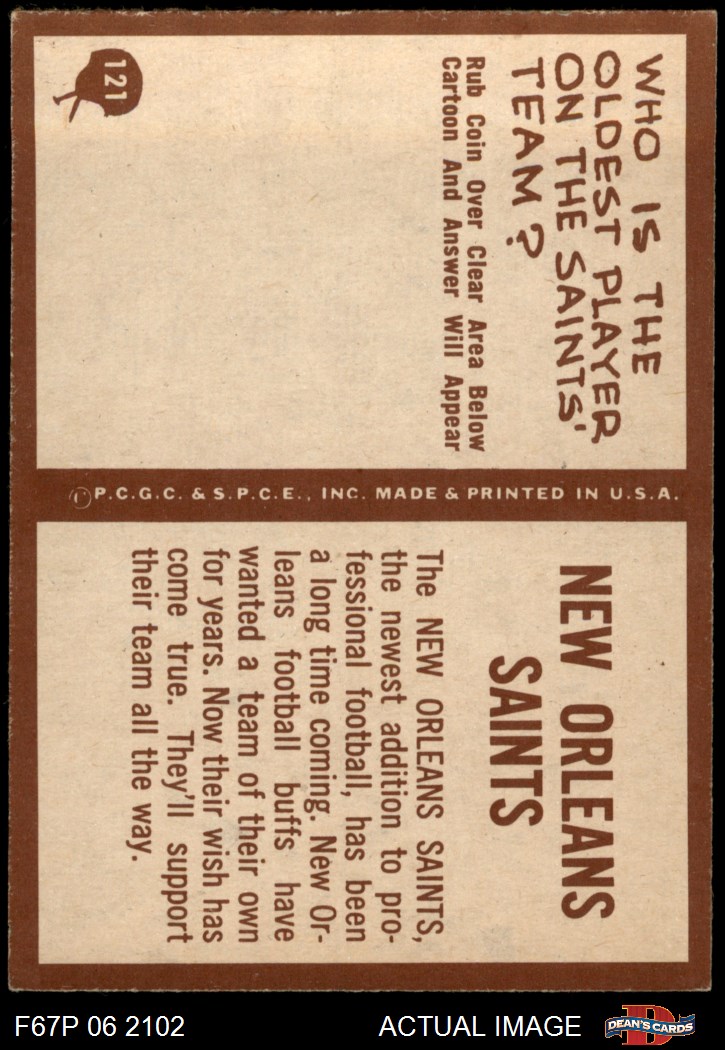 121
WHO IS THE
OLDEST PLAYER
ON THE SAINTS'
TEAM?
Rub Coin Over Clear Area Below
Cartoon And Answer Will Appear
©P.C.G.C. & S.P.C.E., INC. MADE & PRINTED IN U.S.A.
NEW ORLEANS
SAINTS
The NEW ORLEANS SAINTS,
the newest addition to pro-
fessional football, has been
a long time coming. New Or-
leans football buffs have
wanted a team of their own
for years. Now their wish has
come true. They'll support
their team all the way.
F67P 06 2102
ACTUAL IMAGE
D
DEAN'S CARDS